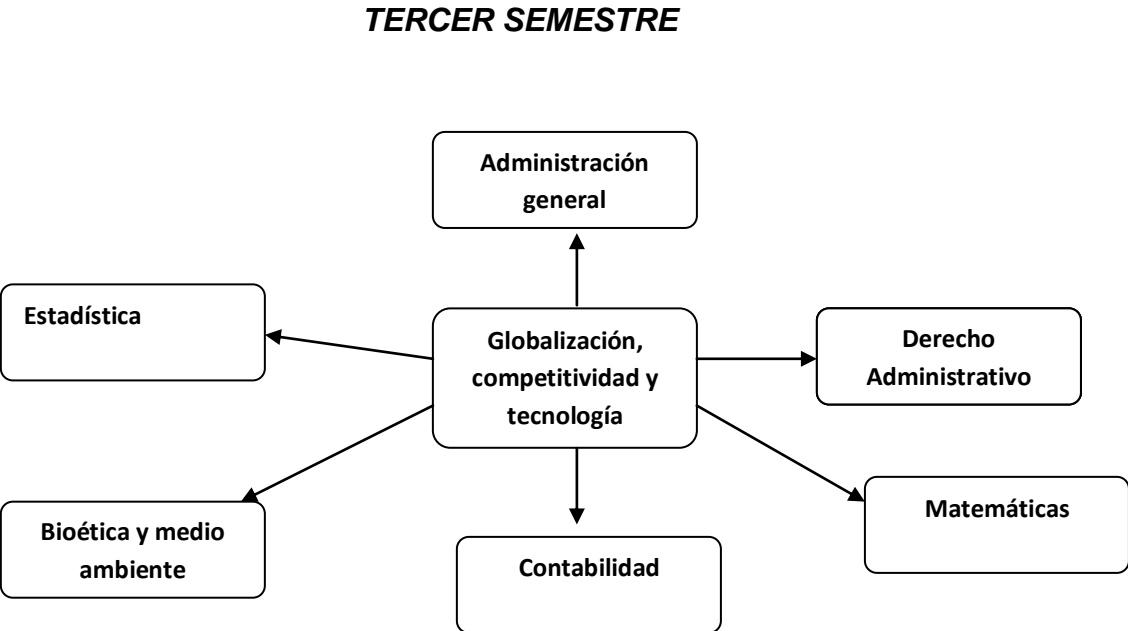 TERCER SEMESTRE
Administración
general
Estadística
Globalización,
competitividad y
tecnología
Derecho
Administrativo
Bioética y medio
ambiente
Contabilidad
Matemáticas